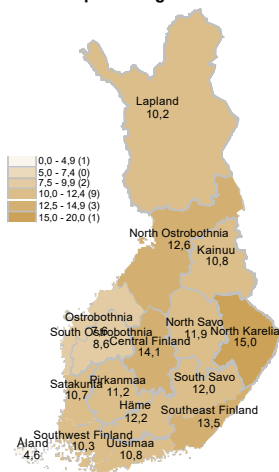 Lapland
10,2
0,0 - 4,9 (1)
5,0 - 7,4 (0)
7,5 - 9,9 (2)
10,0 - 12,4 (9)
12,5 - 14,9 (3)
15,0 - 20,0 (1)
North Ostrobothnia
12,6
Kainuu
10,8
Ostrobothnia
7,6
South Ostrobothnia
8,6
North Savo
11,9
North Karelia
15,0
Central Finland
14,1
Pirkanmaa
11,2
South Savo
12,0
Satakunta
10,7
Häme
12,2
Southeast Finland
13,5
Southwest Finland
10,3
Uusimaa
10,8
Åland
4,6